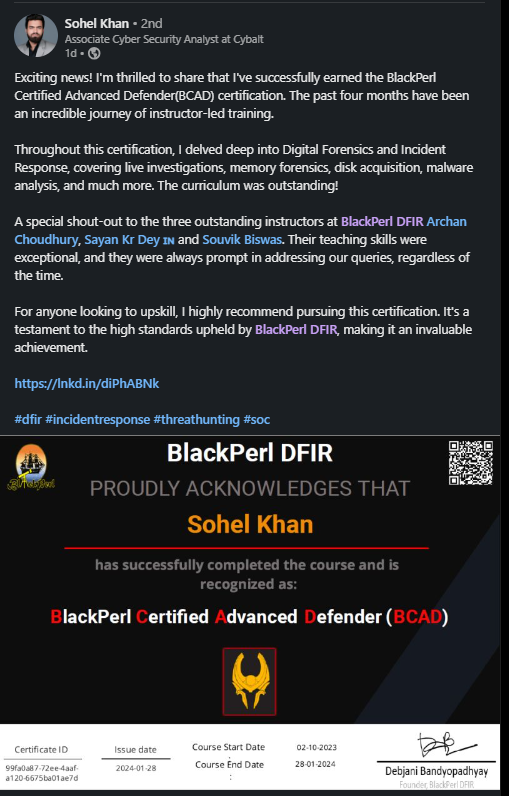 Sohel Khan • 2nd
Associate Cyber Security Analyst at Cybalt
1d •
Exciting news! I'm thrilled to share that I've successfully earned the BlackPerl
Certified Advanced Defender(BCAD) certification. The past four months have been
an incredible journey of instructor-led training.
Throughout this certification, I delved deep into Digital Forensics and Incident
Response, covering live investigations, memory forensics, disk acquisition, malware
analysis, and much more. The curriculum was outstanding!
A special shout-out to the three outstanding instructors at BlackPerl DFIR Archan
Choudhury, Sayan Kr Dey ɪɴ and Souvik Biswas. Their teaching skills were
exceptional, and they were always prompt in addressing our queries, regardless of
the time.
For anyone looking to upskill, I highly recommend pursuing this certification. It's a
testament to the high standards upheld by BlackPerl DFIR, making it an invaluable
achievement.
https://lnkd.in/diPhABNk
#dfir #incidentresponse #threathunting #soc
BlackPerl
BlackPerl DFIR
PROUDLY ACKNOWLEDGES THAT
Sohel Khan
has successfully completed the course and is
recognized as:
BlackPerl Certified Advanced Defender (BCAD)
Certificate ID
99fa0a87-72ee-4aaf-
a120-6675ba01ae7d
Issue date
2024-01-28
Course Start Date
:
02-10-2023
Course End Date
:
28-01-2024
Debjani Bandyopadhyay
Founder, BlackPerl DFIR